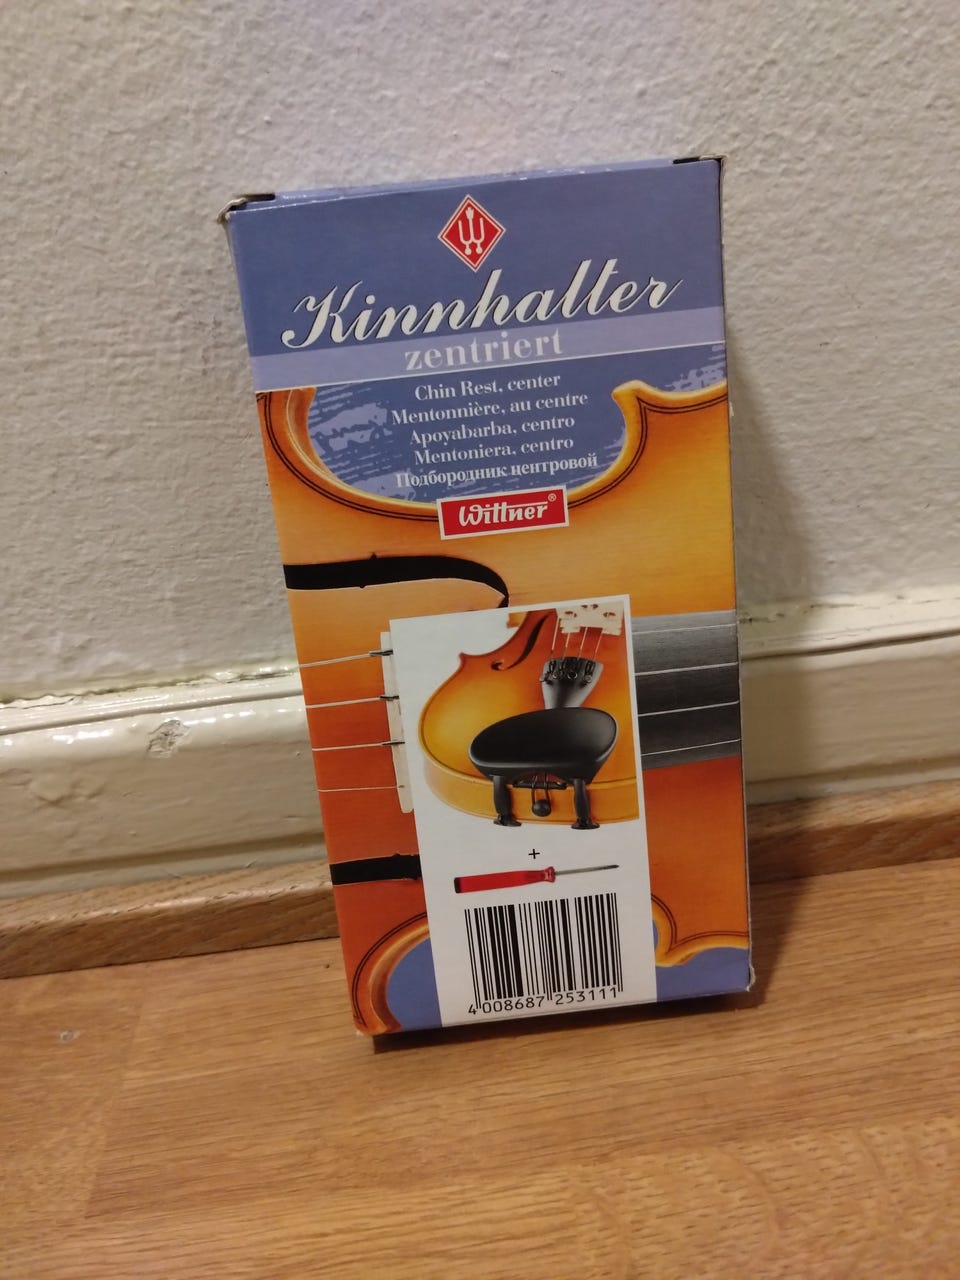 Kinnhalter
zentriert
Chin Rest, center
Mentonnière, au centre
Apoyabarba, centro
Mentoniera, centro
Подбородник центровой
Wittner®
+
4 008687 253111